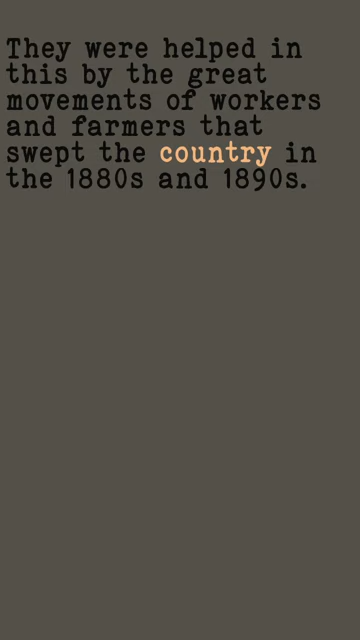 They were helped in
this by the great
movements of workers
and farmers that
swept the country in
the 1880s and 1890s.